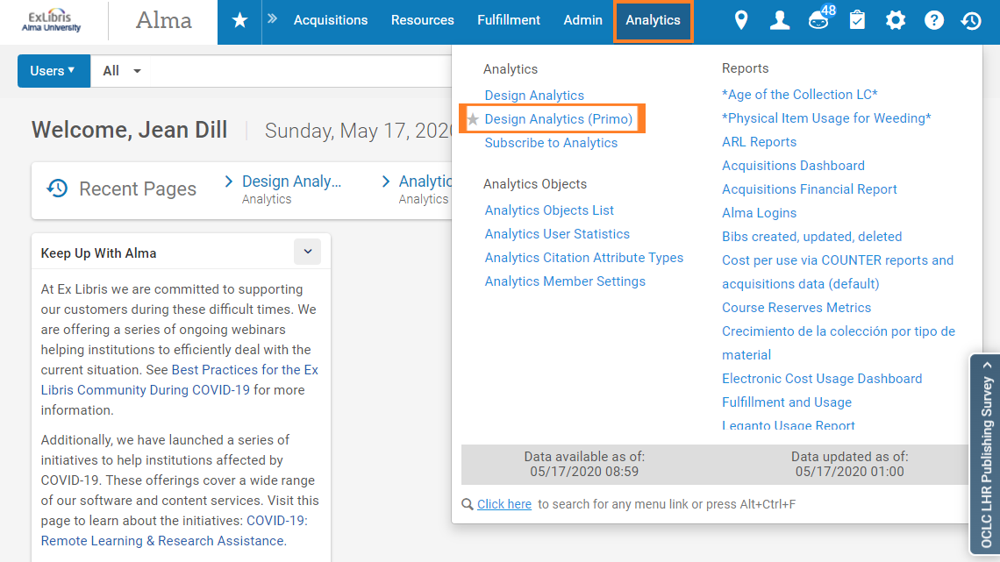 ExLibris
Alma University
Alma
Acquisitions
Resources
Fulfillment
Admin
Analytics
48
Users
All
Welcome, Jean Dill
Sunday, May 17, 2020
Recent Pages
Design Analy...
Analytics
Analytic
Analytics
Keep Up With Alma
At Ex Libris we are committed to supporting
our customers during these difficult times. We
are offering a series of ongoing webinars
helping institutions to efficiently deal with the
current situation. See Best Practices for the Ex
Libris Community During COVID-19 for more
information.
Additionally, we have launched a series of
initiatives to help institutions affected by
COVID-19. These offerings cover a wide range
of our software and content services. Visit this
page to learn about the initiatives: COVID-19:
Remote Learning & Research Assistance.
Analytics
Design Analytics
Design Analytics (Primo)
Subscribe to Analytics
Analytics Objects
Analytics Objects List
Analytics User Statistics
Analytics Citation Attribute Types
Analytics Member Settings
Reports
*Age of the Collection LC*
*Physical Item Usage for Weeding*
ARL Reports
Acquisitions Dashboard
Acquisitions Financial Report
Alma Logins
Bibs created, updated, deleted
Cost per use via COUNTER reports and
acquisitions data (default)
Course Reserves Metrics
Crecimiento de la colección por tipo de
material
Electronic Cost Usage Dashboard
Fulfillment and Usage
Leganto Usage Report
Data available as of:
05/17/2020 08:59
Data updated as of:
05/17/2020 01:00
Click here to search for any menu link or press Alt+Ctrl+F
OCLC LHR Publishing Survey